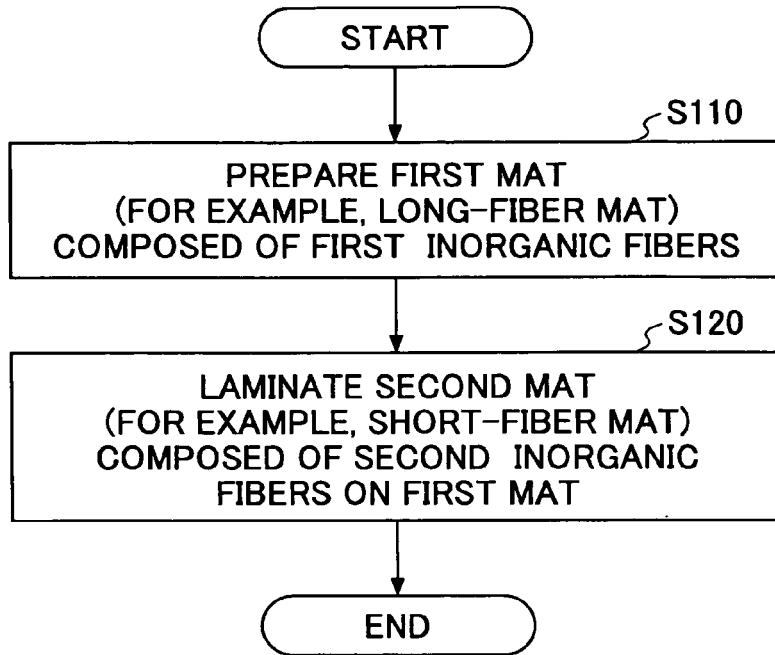 START
S110
PREPARE FIRST MAT
(FOR EXAMPLE, LONG-FIBER MAT)
COMPOSED OF FIRST INORGANIC FIBERS
S120
LAMINATE SECOND MAT
(FOR EXAMPLE, SHORT-FIBER MAT)
COMPOSED OF SECOND INORGANIC
FIBERS ON FIRST MAT
END